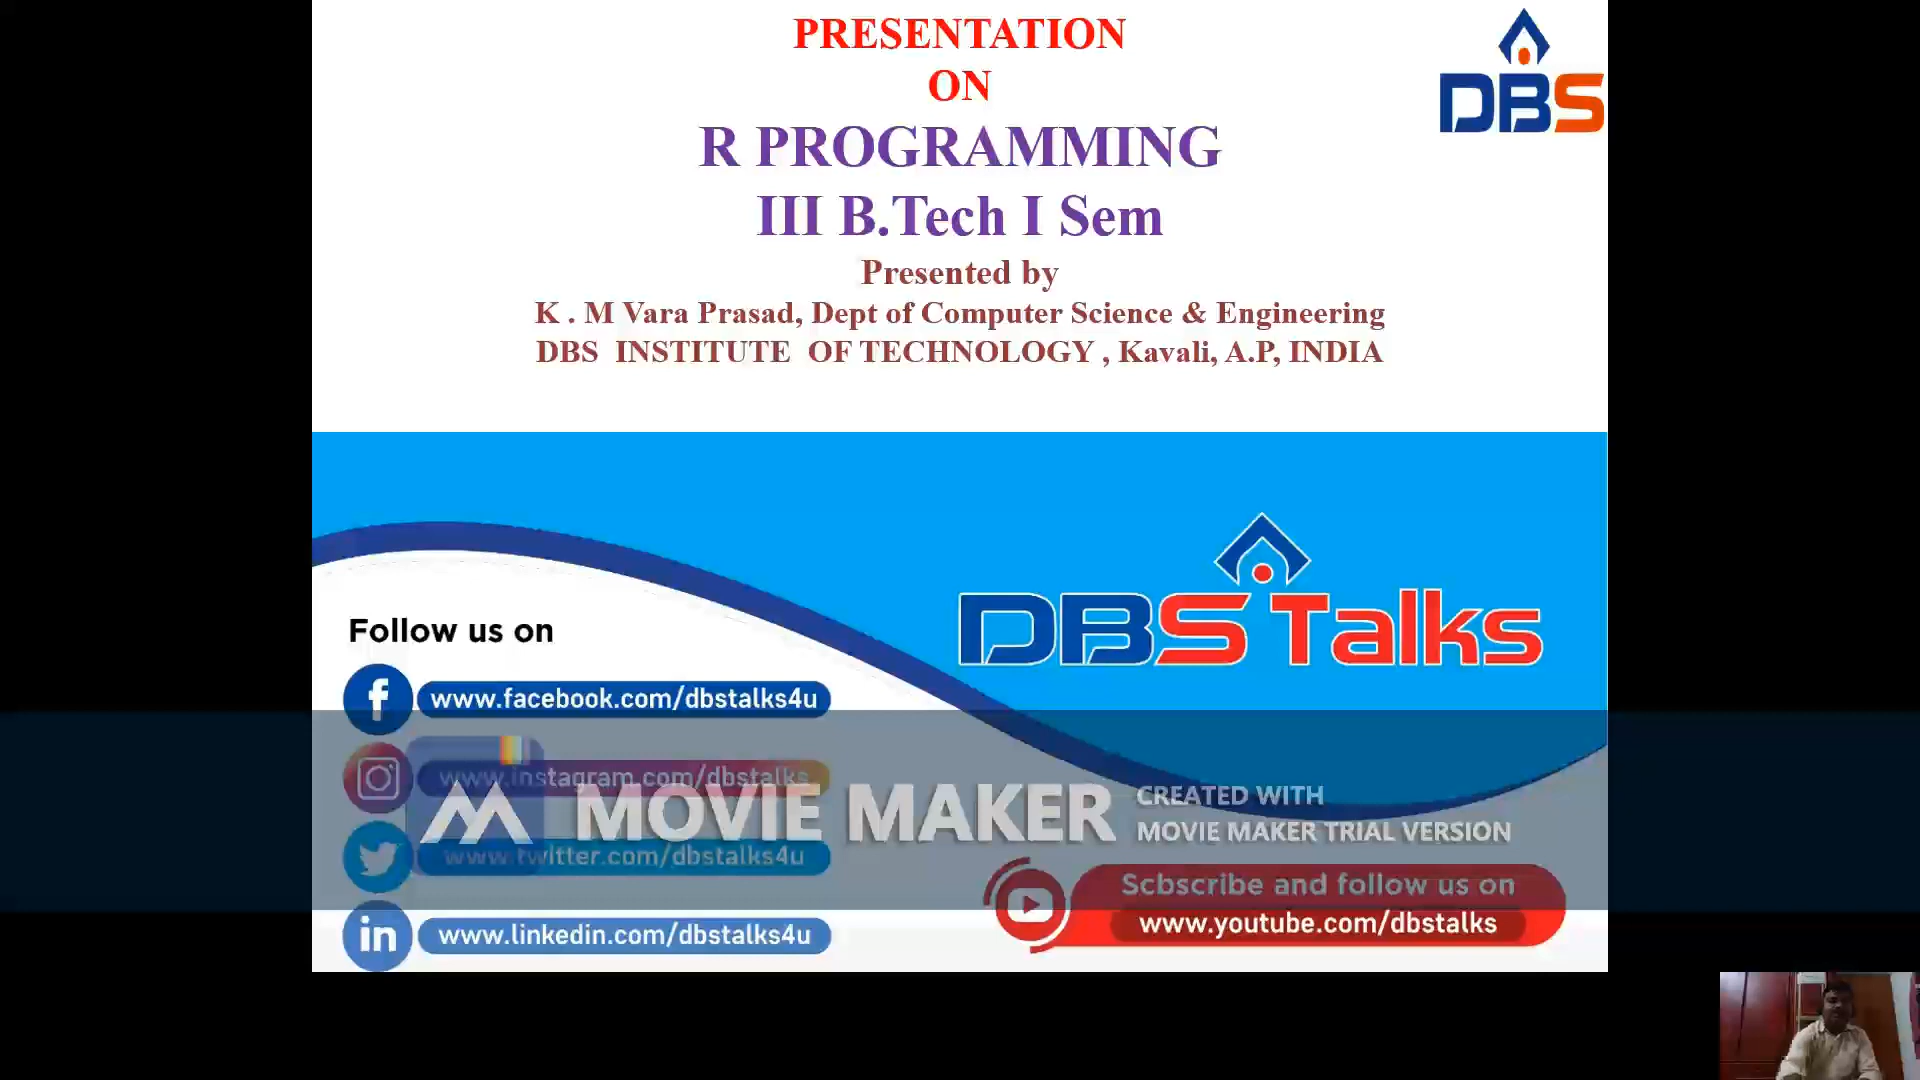 PRESENTATION
ON
R PROGRAMMING
III B.Tech I Sem
Presented by
K . M Vara Prasad, Dept of Computer Science & Engineering
DBS INSTITUTE OF TECHNOLOGY , Kavali, A.P, INDIA
DBS
DBS Talks
Follow us on
www.facebook.com/dbstalks4u
www.instagram.com/dbstalks
www.twitter.com/dbstalks4u
www.linkedin.com/dbstalks4u
MOVIE MAKER
CREATED WITH
MOVIE MAKER TRIAL VERSION
Scbscribe and follow us on
www.youtube.com/dbstalks